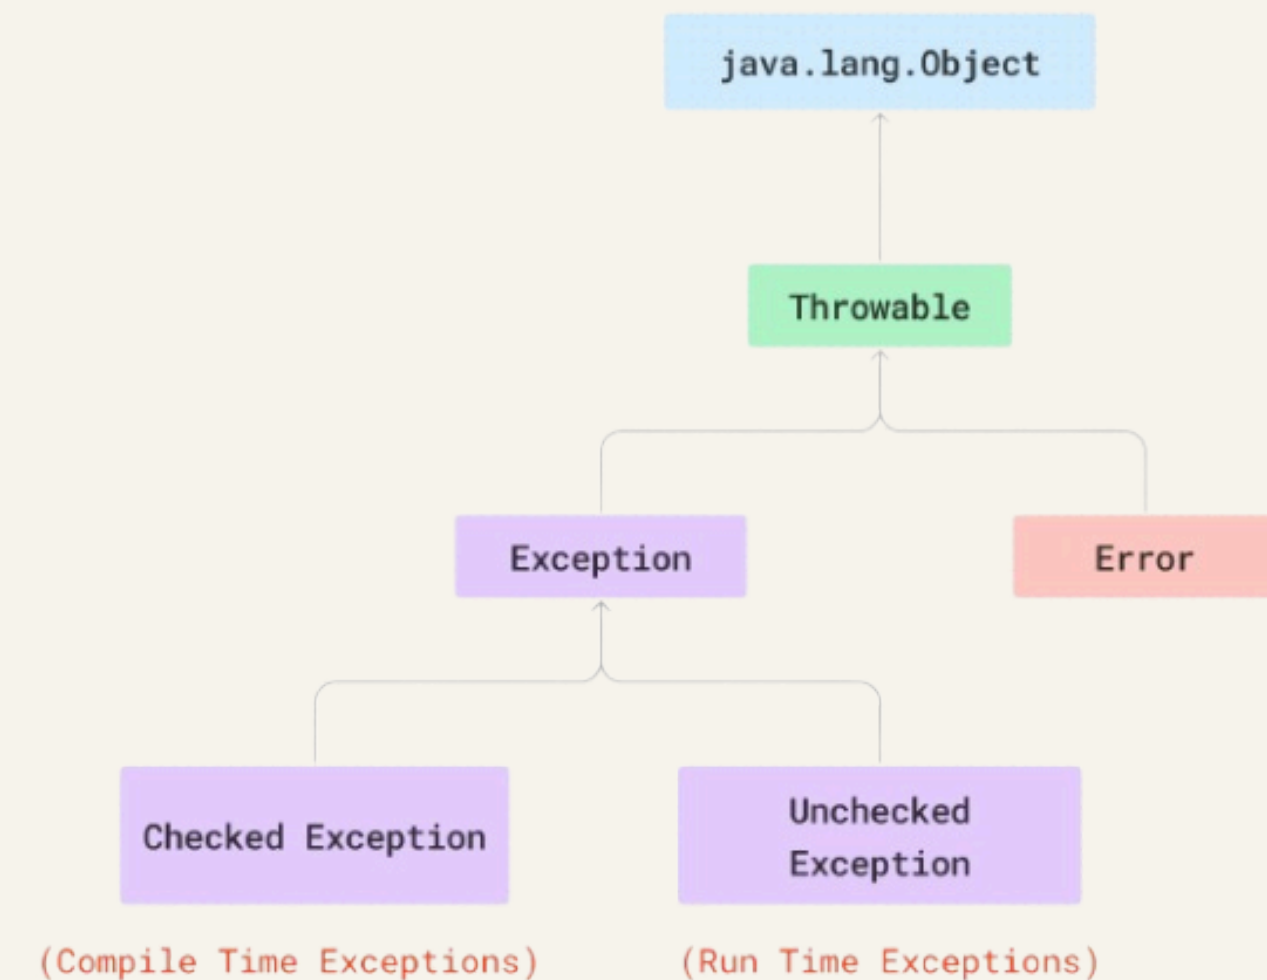 java.lang.Object
Throwable
Exception
Error
Checked Exception
Unchecked
Exception
(Compile Time Exceptions)
(Run Time Exceptions)